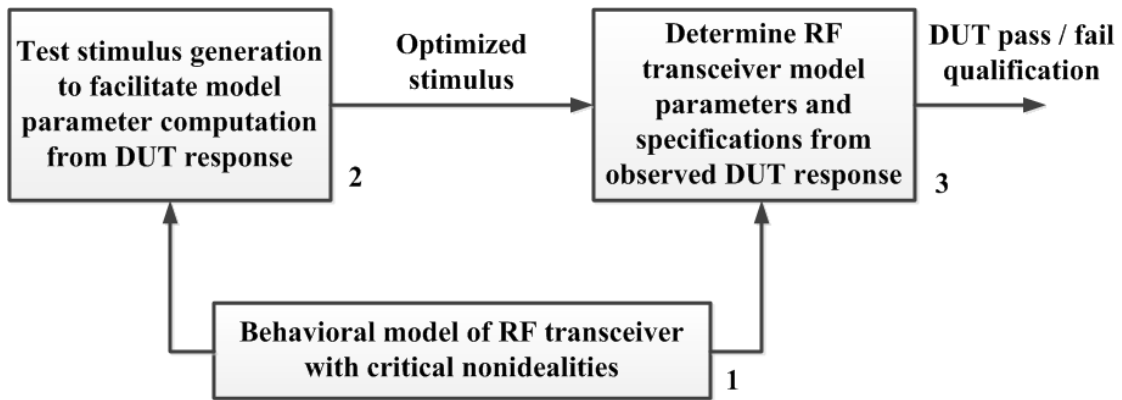 Test stimulus generation
to facilitate model
parameter computation
from DUT response
2
Optimized
stimulus
Determine RF
transceiver model
parameters and
specifications from
observed DUT response
3
DUT pass / fail
qualification
Behavioral model of RF transceiver
with critical nonidealities
1